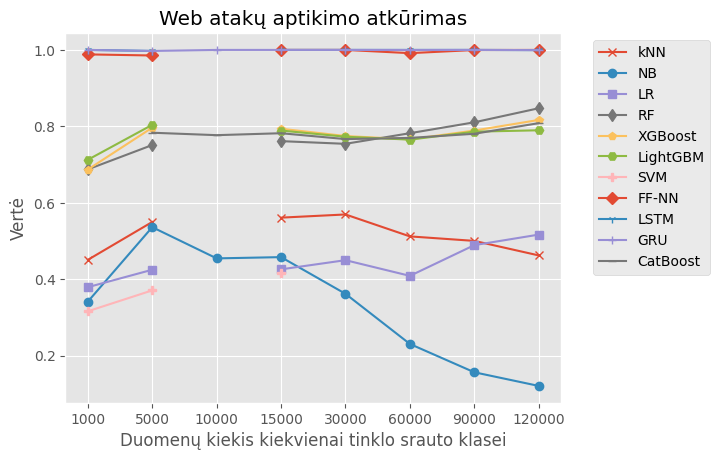 Web atakų aptikimo atkūrimas
1.0
0.8
0.6
0.4
0.2
Vertė
1000 5000 10000 15000 30000 60000 90000 120000
Duomenų kiekis kiekvienai tinklo srauto klasei
kNN
NB
LR
RF
XGBoost
LightGBM
SVM
FF-NN
LSTM
GRU
CatBoost